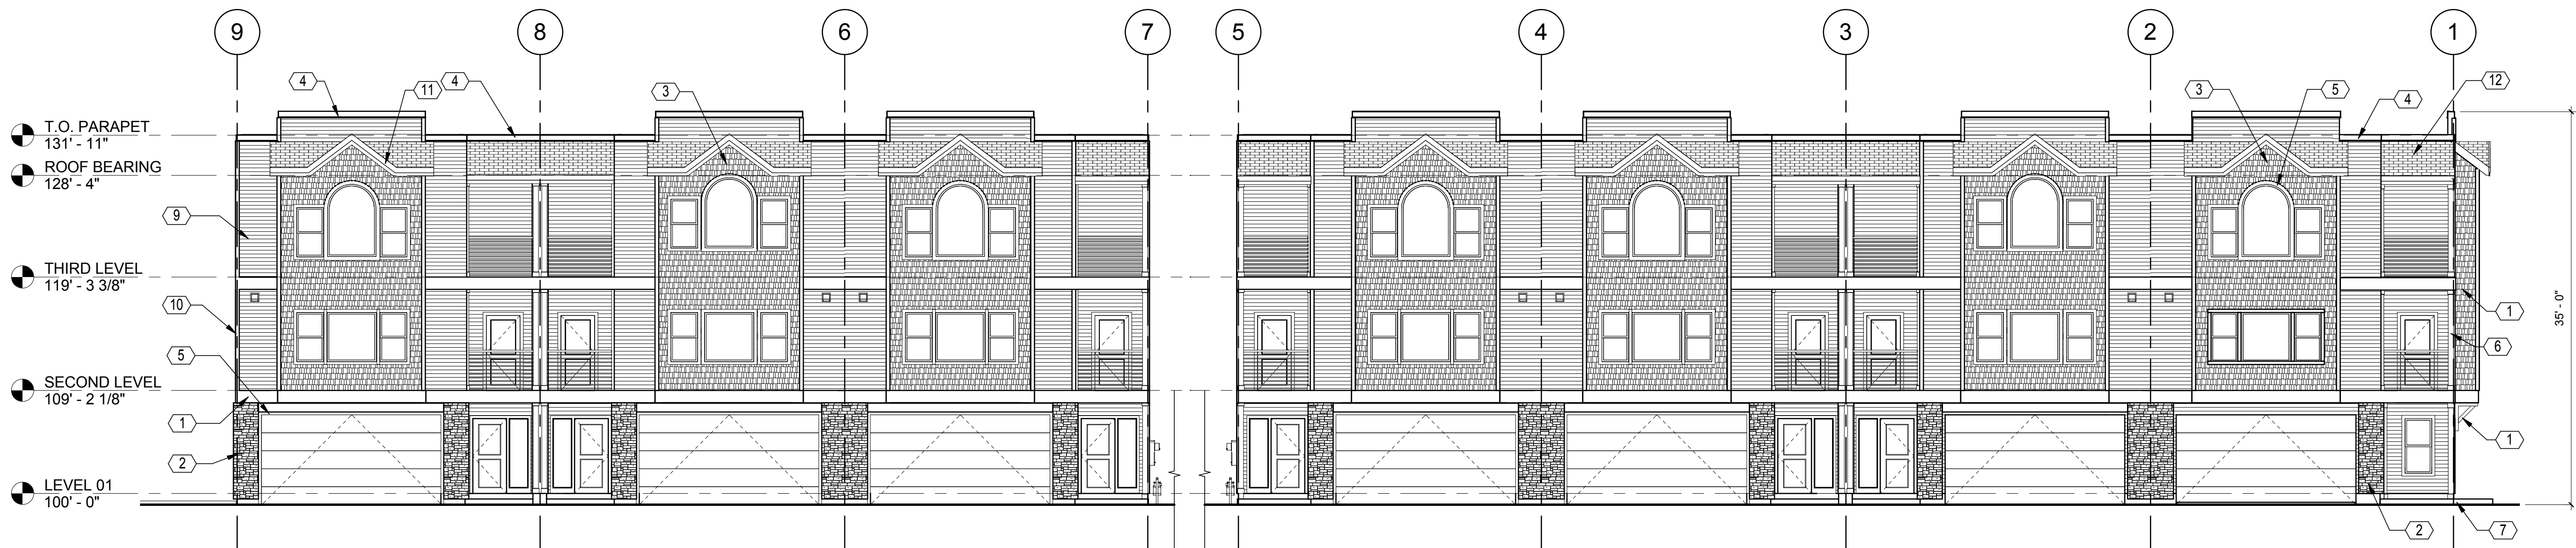 9
8
6
7
5
4
3
2
1
4
11
4
3
3
5
4
12
T.O. PARAPET
131' - 11"
ROOF BEARING
128' - 4"
9
THIRD LEVEL
119' - 3 3/8"
10
1
35' - 0"
5
6
SECOND LEVEL
109' - 2 1/8"
1
1
2
LEVEL 01
100' - 0"
2
7